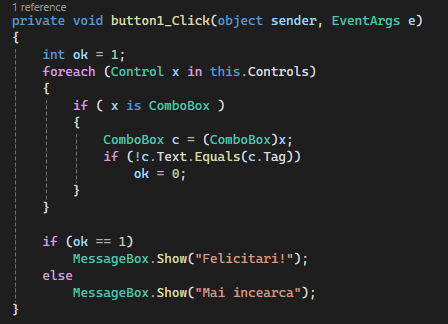 1 reference
private void button1_Click(object sender, EventArgs e)
{
    int ok = 1;
    foreach (Control x in this.Controls)
    {
        if ( x is ComboBox )
        {
            ComboBox c = (ComboBox)x;
            if (!c.Text.Equals(c.Tag))
                ok = 0;
        }
    }

    if (ok == 1)
        MessageBox.Show("Felicitari!");
    else
        MessageBox.Show("Mai incearca");
}